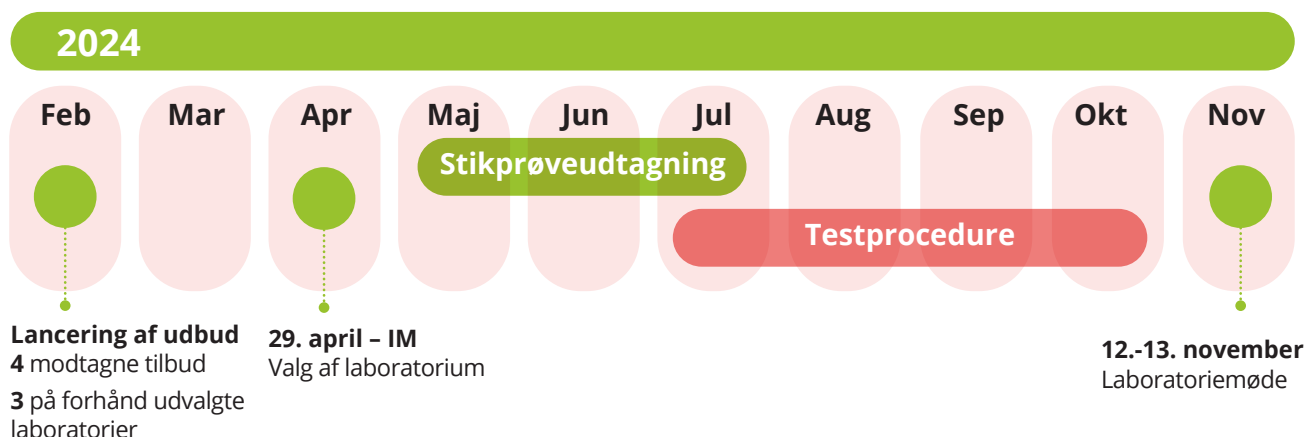 2024
Feb
Mar
Apr
Maj
Jun
Jul
Aug
Sep
Okt
Nov
Stikprøveudtagning
Testprocedure
Lancering af udbud
4 modtagne tilbud
3 på forhånd udvalgte
laboratorier
29. april – IM
Valg af laboratorium
12.-13. november
Laboratoriemøde